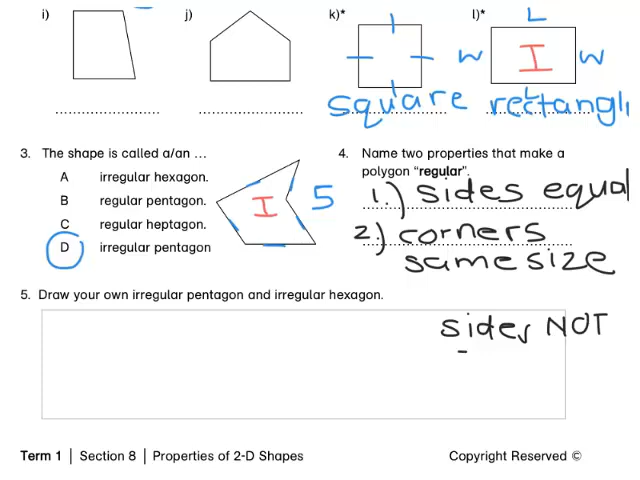 i) j) k)* l)* L
W I W
L
square rectangl
3. The shape is called a/an ... 4. Name two properties that make a
polygon "regular".
A irregular hexagon.
B regular pentagon. I 5 1.) sides equal
C regular heptagon.
D irregular pentagon 2.) corners
same size
5. Draw your own irregular pentagon and irregular hexagon.
sides NOT
Term 1 | Section 8 | Properties of 2-D Shapes Copyright Reserved ©